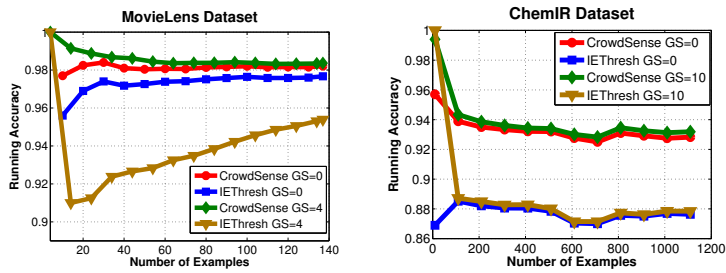 MovieLens Dataset
1
0.98
0.96
0.94
0.92
0.9
Running Accuracy
CrowdSense GS=0
IEThresh GS=0
CrowdSense GS=4
IEThresh GS=4
0 20 40 60 80 100 120 140
Number of Examples
ChemIR Dataset
1
0.98
0.96
0.94
0.92
0.9
0.88
0.86
Running Accuracy
CrowdSense GS=0
IEThresh GS=0
CrowdSense GS=10
IEThresh GS=10
0 200 400 600 800 1000 1200
Number of Examples